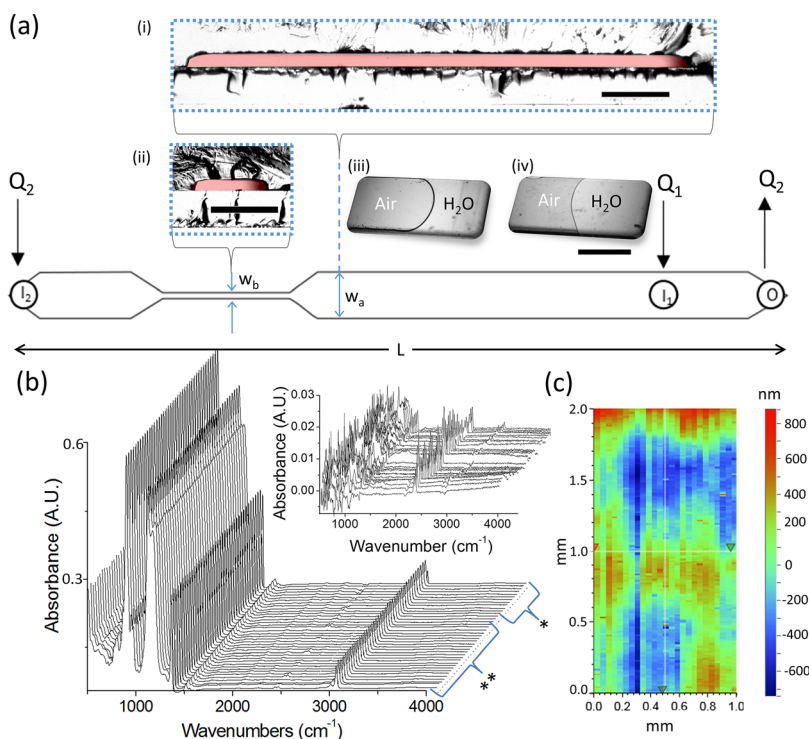 (a)
(i)
(ii)
(iii)
(iv)
Air
H₂O
Air
H₂O
Q₂
Q₁
Q₂
w_b
w_a
I₂
I₁
O
L
(b)
Absorbance (A.U.)
0.6
0.3
1000
2000
3000
4000
Wavenumbers (cm⁻¹)
*
**
Absorbance (A.U.)
0.03
0.02
0.01
0.00
1000
2000
3000
4000
Wavenumber (cm⁻¹)
(c)
nm
mm
2.0
1.5
1.0
0.5
0.0
0.0 0.2 0.4 0.6 0.8 1.0
mm
800
600
400
200
0
-200
-400
-600